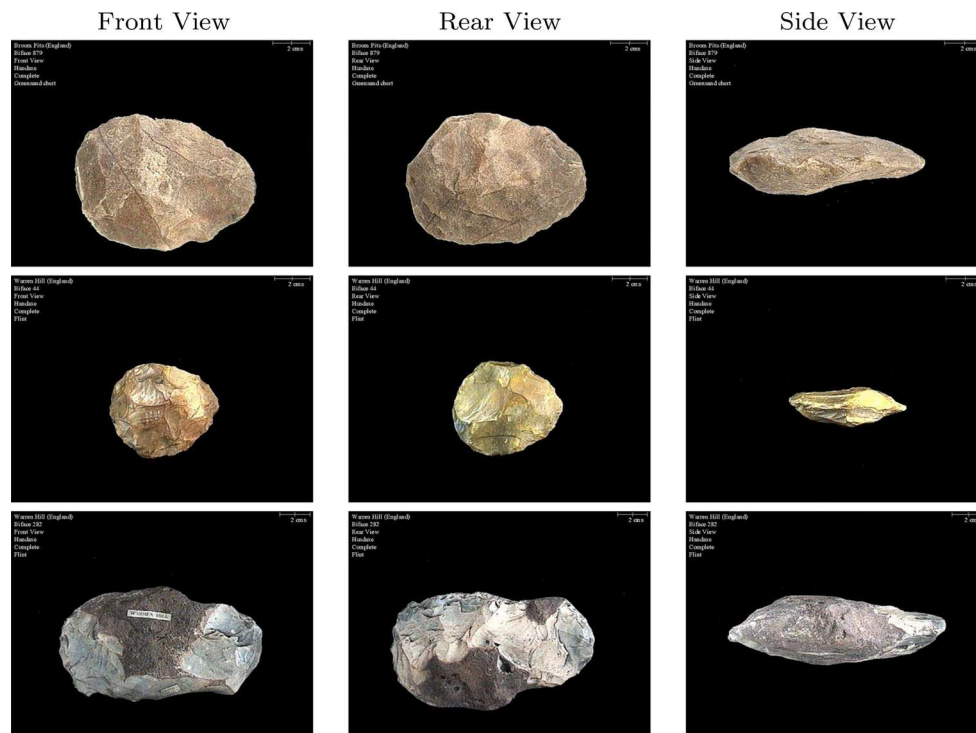 Front View
Rear View
Side View
Broom Pits (England)
Biface 879
Front View
Handaxe
Complete
Greensand chert
2 cms
Broom Pits (England)
Biface 879
Rear View
Handaxe
Complete
Greensand chert
2 cms
Broom Pits (England)
Biface 879
Side View
Handaxe
Complete
Greensand chert
2 cms
Warren Hill (England)
Biface 44
Front View
Handaxe
Complete
Flint
2 cms
Warren Hill (England)
Biface 44
Rear View
Handaxe
Complete
Flint
2 cms
Warren Hill (England)
Biface 44
Side View
Handaxe
Complete
Flint
2 cms
Warren Hill (England)
Biface 282
Front View
Handaxe
Complete
Flint
2 cms
WARREN HILL
Warren Hill (England)
Biface 282
Rear View
Handaxe
Complete
Flint
2 cms
Warren Hill (England)
Biface 282
Side View
Handaxe
Complete
Flint
2 cms